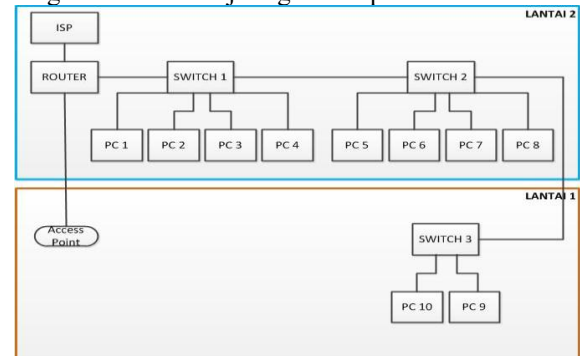 LANTAI 2
ISP
ROUTER
SWITCH 1
SWITCH 2
PC 1
PC 2
PC 3
PC 4
PC 5
PC 6
PC 7
PC 8
LANTAI 1
Access
Point
SWITCH 3
PC 10
PC 9